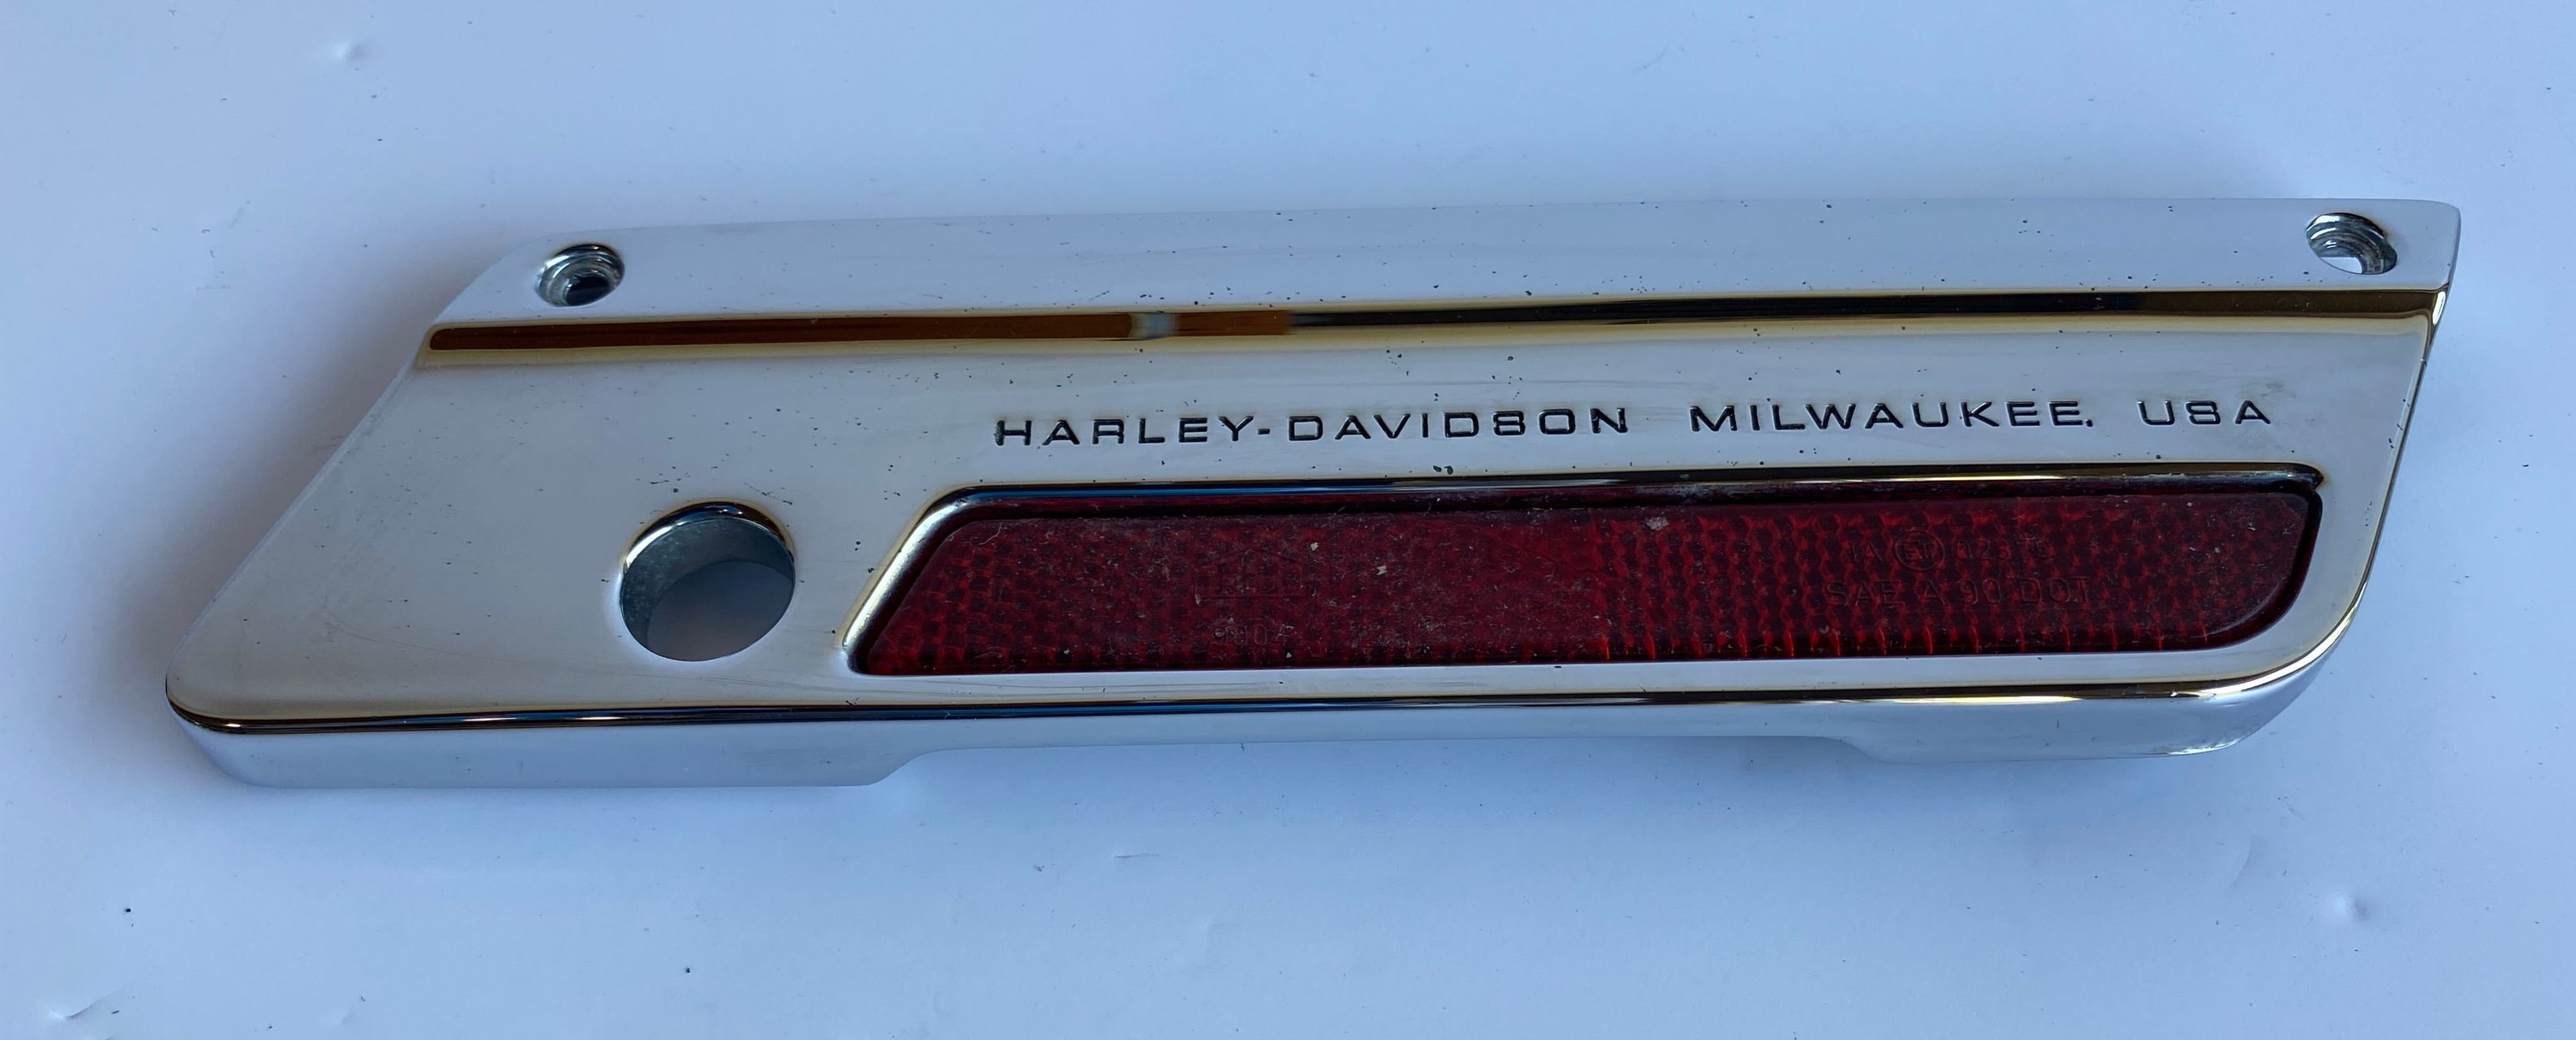 HARLEY-DAVIDSON MILWAUKEE, USA
SAE A 90 DOT